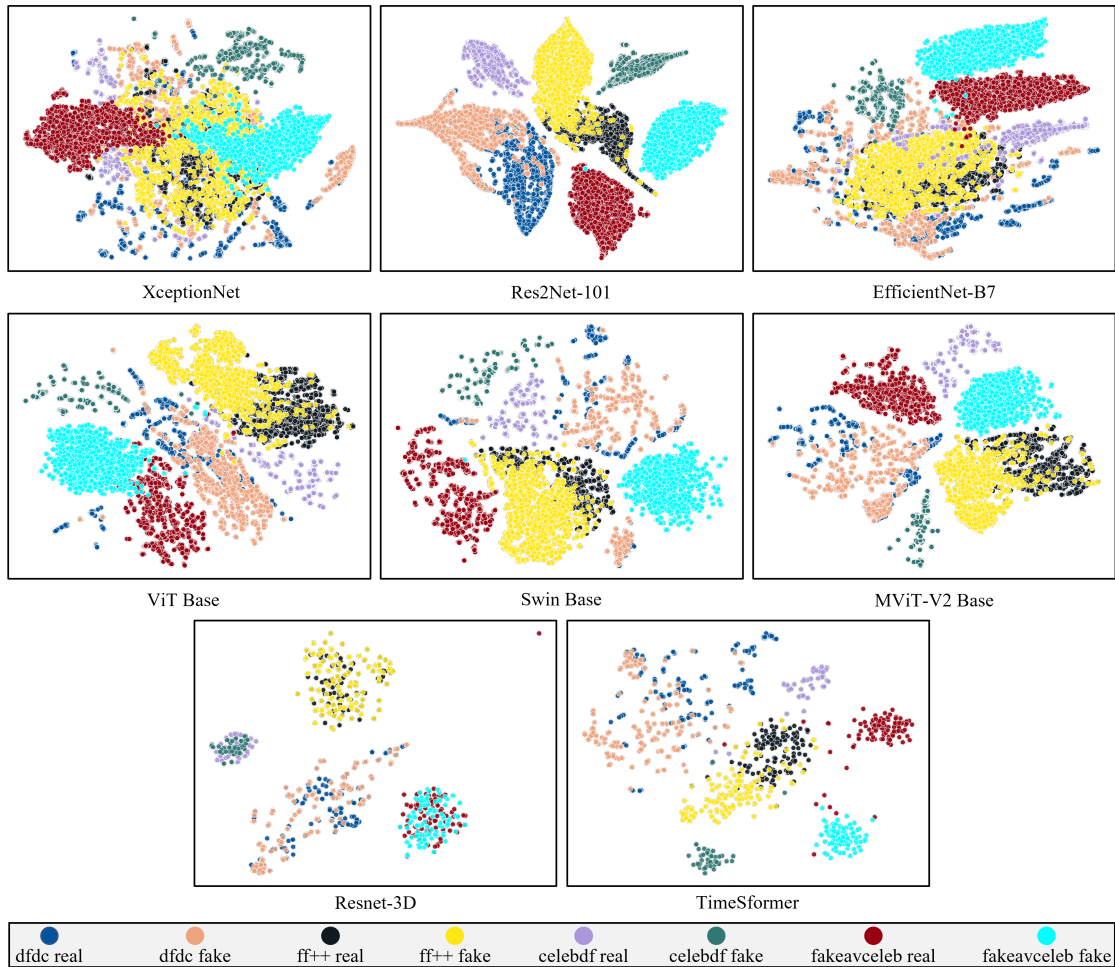 XceptionNet
Res2Net-101
EfficientNet-B7
ViT Base
Swin Base
MViT-V2 Base
Resnet-3D
TimeSformer
dfdc real
dfdc fake
ff++ real
ff++ fake
celebdf real
celebdf fake
fakeavceleb real
fakeavceleb fake